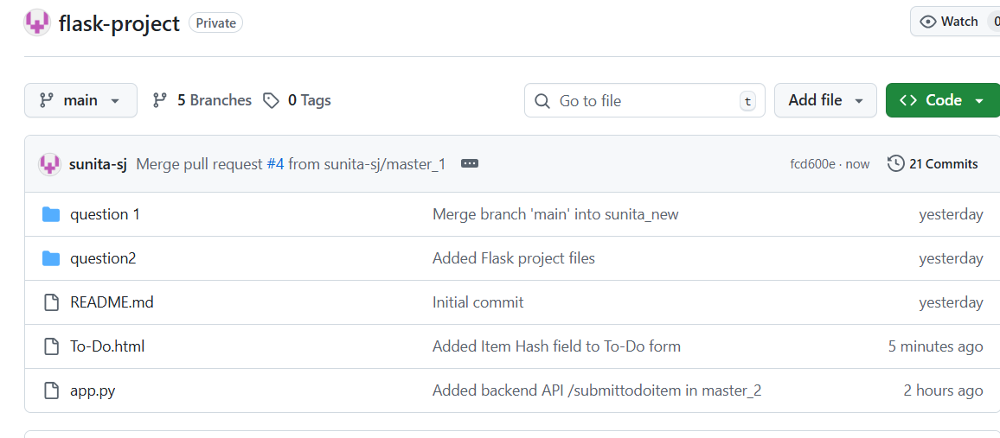 flask-project Private Watch 0
main 5 Branches 0 Tags Go to file t Add file Code
sunita-sj Merge pull request #4 from sunita-sj/master_1 fcd600e · now 21 Commits
question 1 Merge branch 'main' into sunita_new yesterday
question2 Added Flask project files yesterday
README.md Initial commit yesterday
To-Do.html Added Item Hash field to To-Do form 5 minutes ago
app.py Added backend API /submittodoitem in master_2 2 hours ago